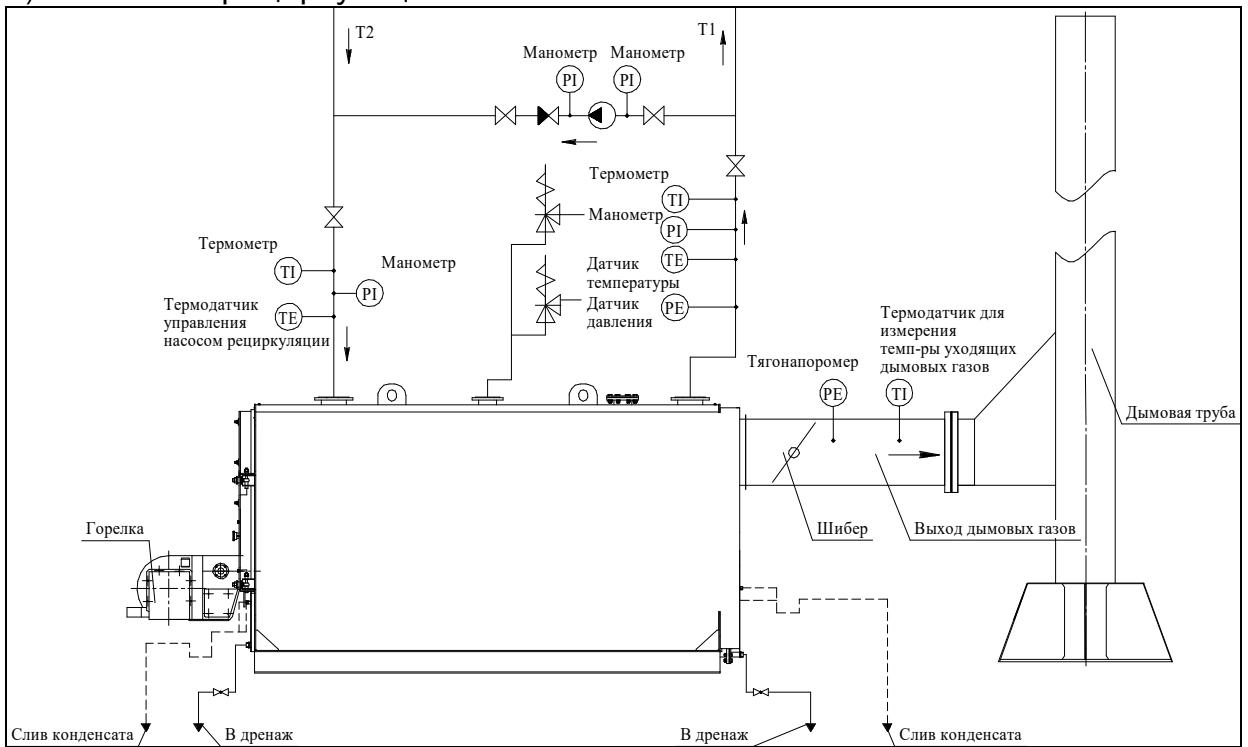 T2
T1
Манометр
Манометр
PI
PI
Термометр
TI
Манометр
PI
Термометр
Манометр
TI
PI
Датчик
температуры
TE
Датчик
давления
PE
Термодатчик
управления
насосом рециркуляции
TE
Термодатчик для
измерения
темп-ры уходящих
дымовых газов
Тягонапоромер
PE
TI
Дымовая труба
Горелка
Шибер
Выход дымовых газов
Слив конденсата
В дренаж
В дренаж
Слив конденсата